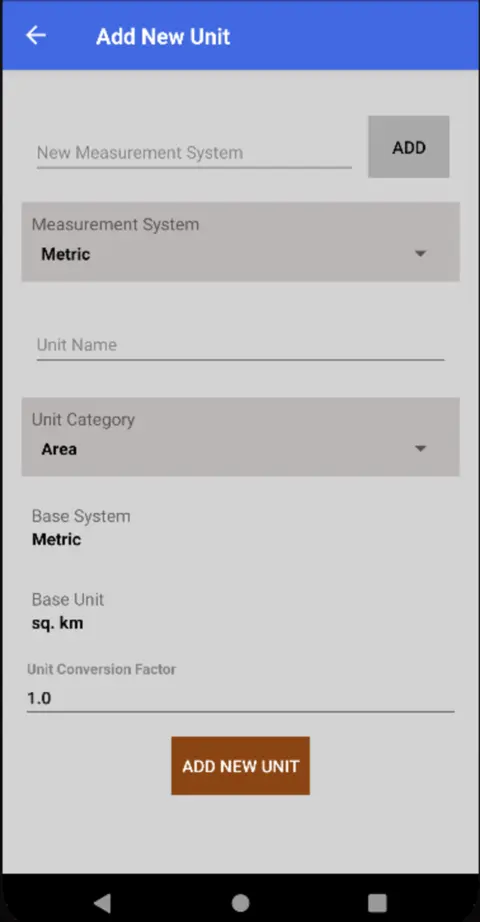 Add New Unit
New Measurement System
ADD
Measurement System
Metric
Unit Name
Unit Category
Area
Base System
Metric
Base Unit
sq. km
Unit Conversion Factor
1.0
ADD NEW UNIT